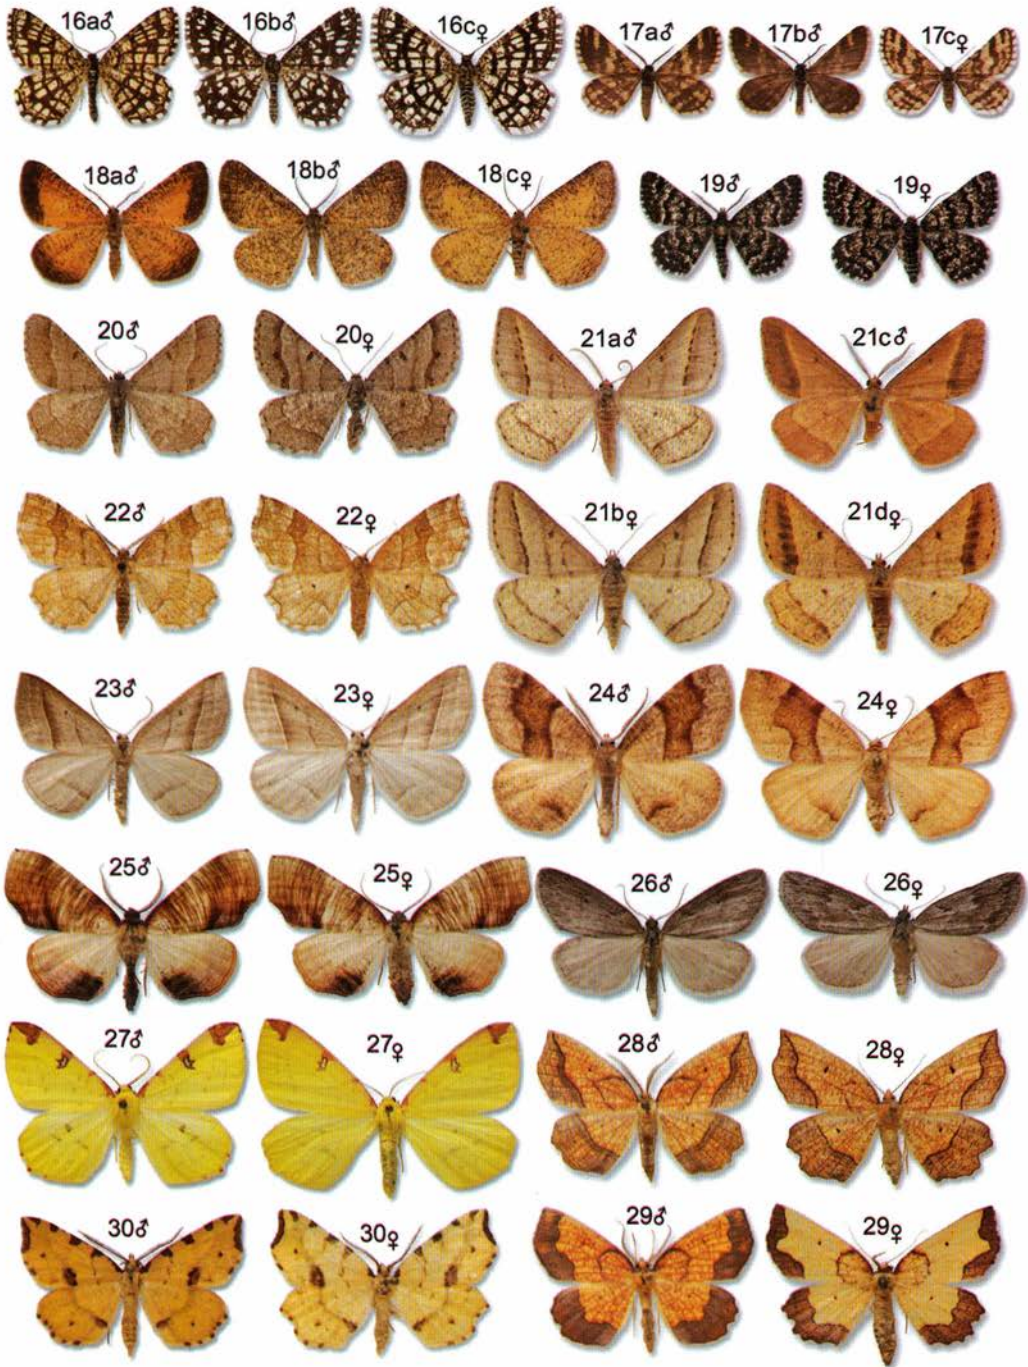 16a♂ 16b♂ 16c♀ 17a♂ 17b♂ 17c♀
18a♂ 18b♂ 18c♀ 19♂ 19♀
20♂ 20♀ 21a♂ 21c♂
22♂ 22♀ 21b♀ 21d♀
23♂ 23♀ 24♂ 24♀
25♂ 25♀ 26♂ 26♀
27♂ 27♀ 28♂ 28♀
30♂ 30♀ 29♂ 29♀